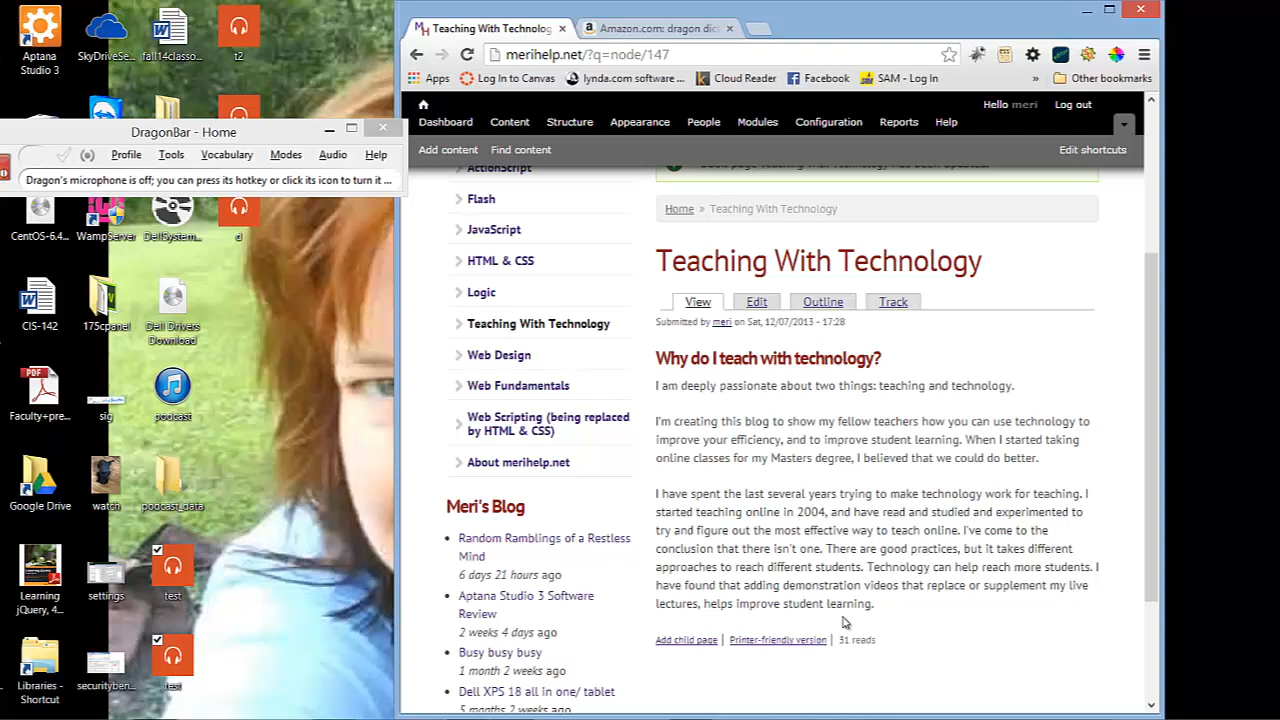 Aptana
Studio 3
SkyDriveSe...
fall14classo...
t2
DragonBar - Home
Profile Tools Vocabulary Modes Audio Help
Dragon's microphone is off; you can press its hotkey or click its icon to turn it ...
CentOS-6.4...
WampServer
DellSystem...
d
CIS-142
175cpanel
Dell Drivers
Download
PDF
Faculty+pre...
sig
podcast
Google Drive
watch
podcast_data
Learning
jQuery, 4...
settings
test
Libraries -
Shortcut
securityben...
test
Teaching With Technology
Amazon.com: dragon dic
merihelp.net/?q=node/147
Apps Log In to Canvas lynda.com software ... Cloud Reader Facebook SAM - Log In » Other bookmarks
Hello meri Log out
Dashboard Content Structure Appearance People Modules Configuration Reports Help
Add content Find content Edit shortcuts
ActionScript
Flash
JavaScript
HTML & CSS
Logic
Teaching With Technology
Web Design
Web Fundamentals
Web Scripting (being replaced
by HTML & CSS)
About merihelp.net
Meri's Blog
Random Ramblings of a Restless
Mind
6 days 21 hours ago
Aptana Studio 3 Software
Review
2 weeks 4 days ago
Busy busy busy
1 month 2 weeks ago
Dell XPS 18 all in one/ tablet
5 months 2 weeks ago
Home » Teaching With Technology
Teaching With Technology
View Edit Outline Track
Submitted by meri on Sat, 12/07/2013 - 17:28
Why do I teach with technology?
I am deeply passionate about two things: teaching and technology.
I'm creating this blog to show my fellow teachers how you can use technology to
improve your efficiency, and to improve student learning. When I started taking
online classes for my Masters degree, I believed that we could do better.
I have spent the last several years trying to make technology work for teaching. I
started teaching online in 2004, and have read and studied and experimented to
try and figure out the most effective way to teach online. I've come to the
conclusion that there isn't one. There are good practices, but it takes different
approaches to teach different students. Technology can help reach more students. I
have found that adding demonstration videos that replace or supplement my live
lectures, helps improve student learning.
Add child page Printer-friendly version 31 reads